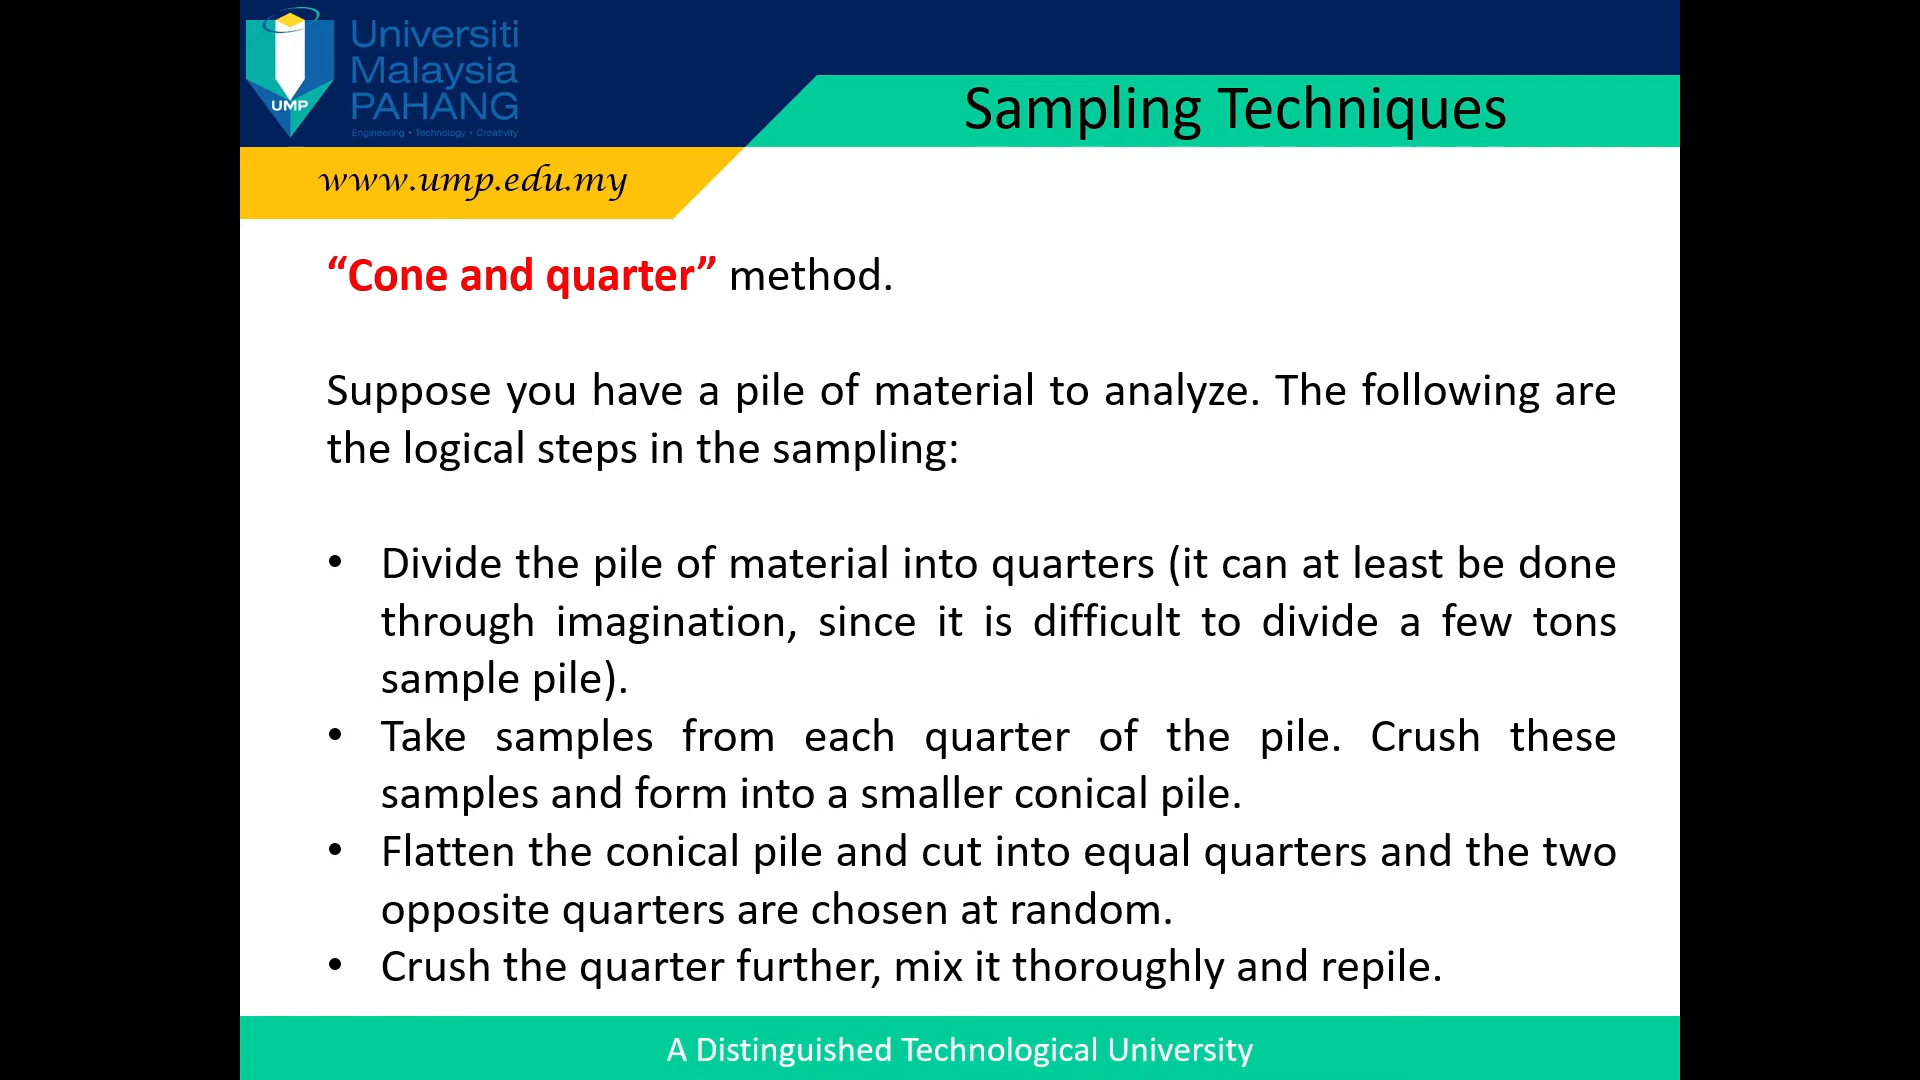 Universiti
Malaysia
PAHANG
Engineering • Technology • Creativity
UMP
Sampling Techniques
www.ump.edu.my
“Cone and quarter” method.
Suppose you have a pile of material to analyze. The following are
the logical steps in the sampling:
• Divide the pile of material into quarters (it can at least be done
through imagination, since it is difficult to divide a few tons
sample pile).
• Take samples from each quarter of the pile. Crush these
samples and form into a smaller conical pile.
• Flatten the conical pile and cut into equal quarters and the two
opposite quarters are chosen at random.
• Crush the quarter further, mix it thoroughly and repile.
A Distinguished Technological University